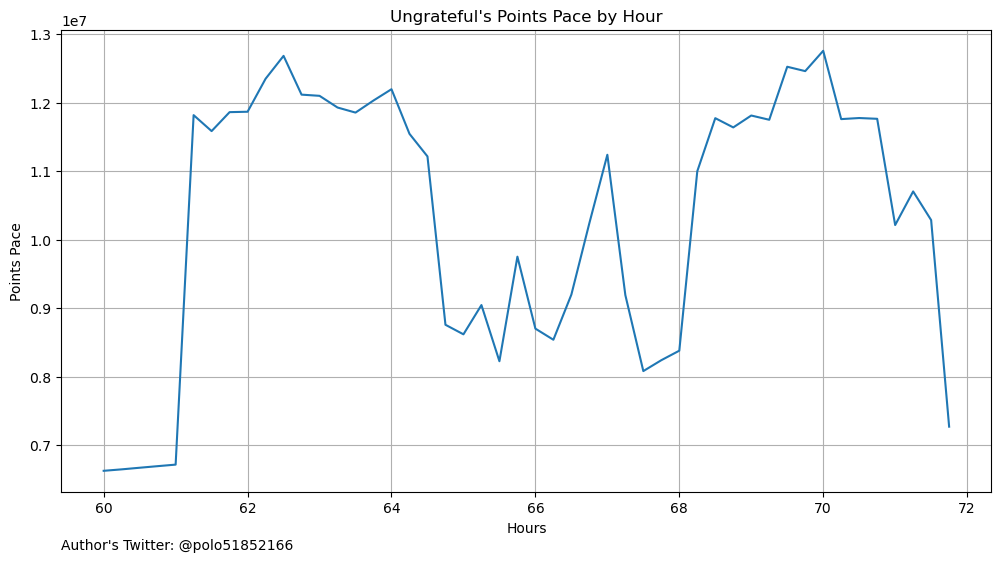 Ungrateful's Points Pace by Hour
1e7
1.3
1.2
1.1
1.0
0.9
0.8
0.7
Points Pace
60 62 64 66 68 70 72
Hours
Author's Twitter: @polo51852166